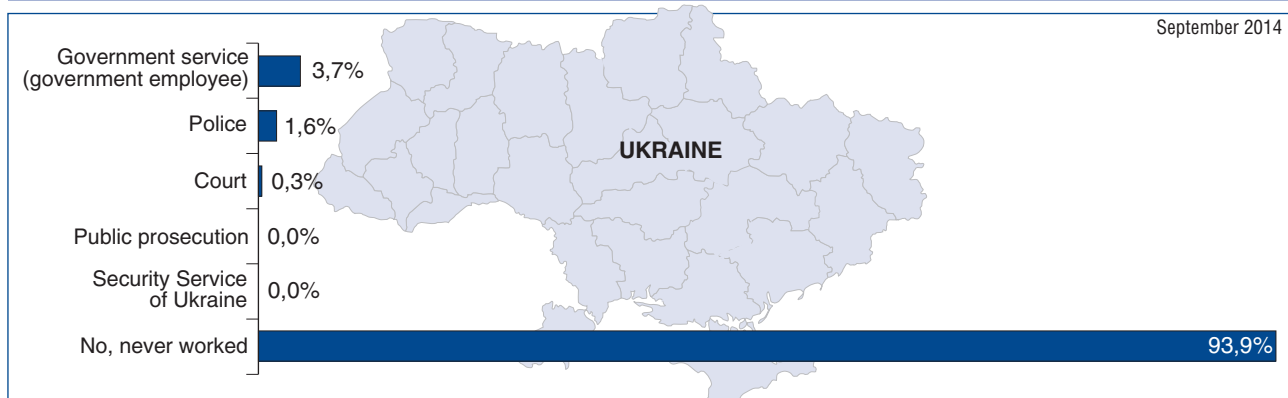 September 2014
Government service
(government employee)
3,7%
Police
1,6%
UKRAINE
Court
0,3%
Public prosecution
0,0%
Security Service
of Ukraine
0,0%
No, never worked
93,9%